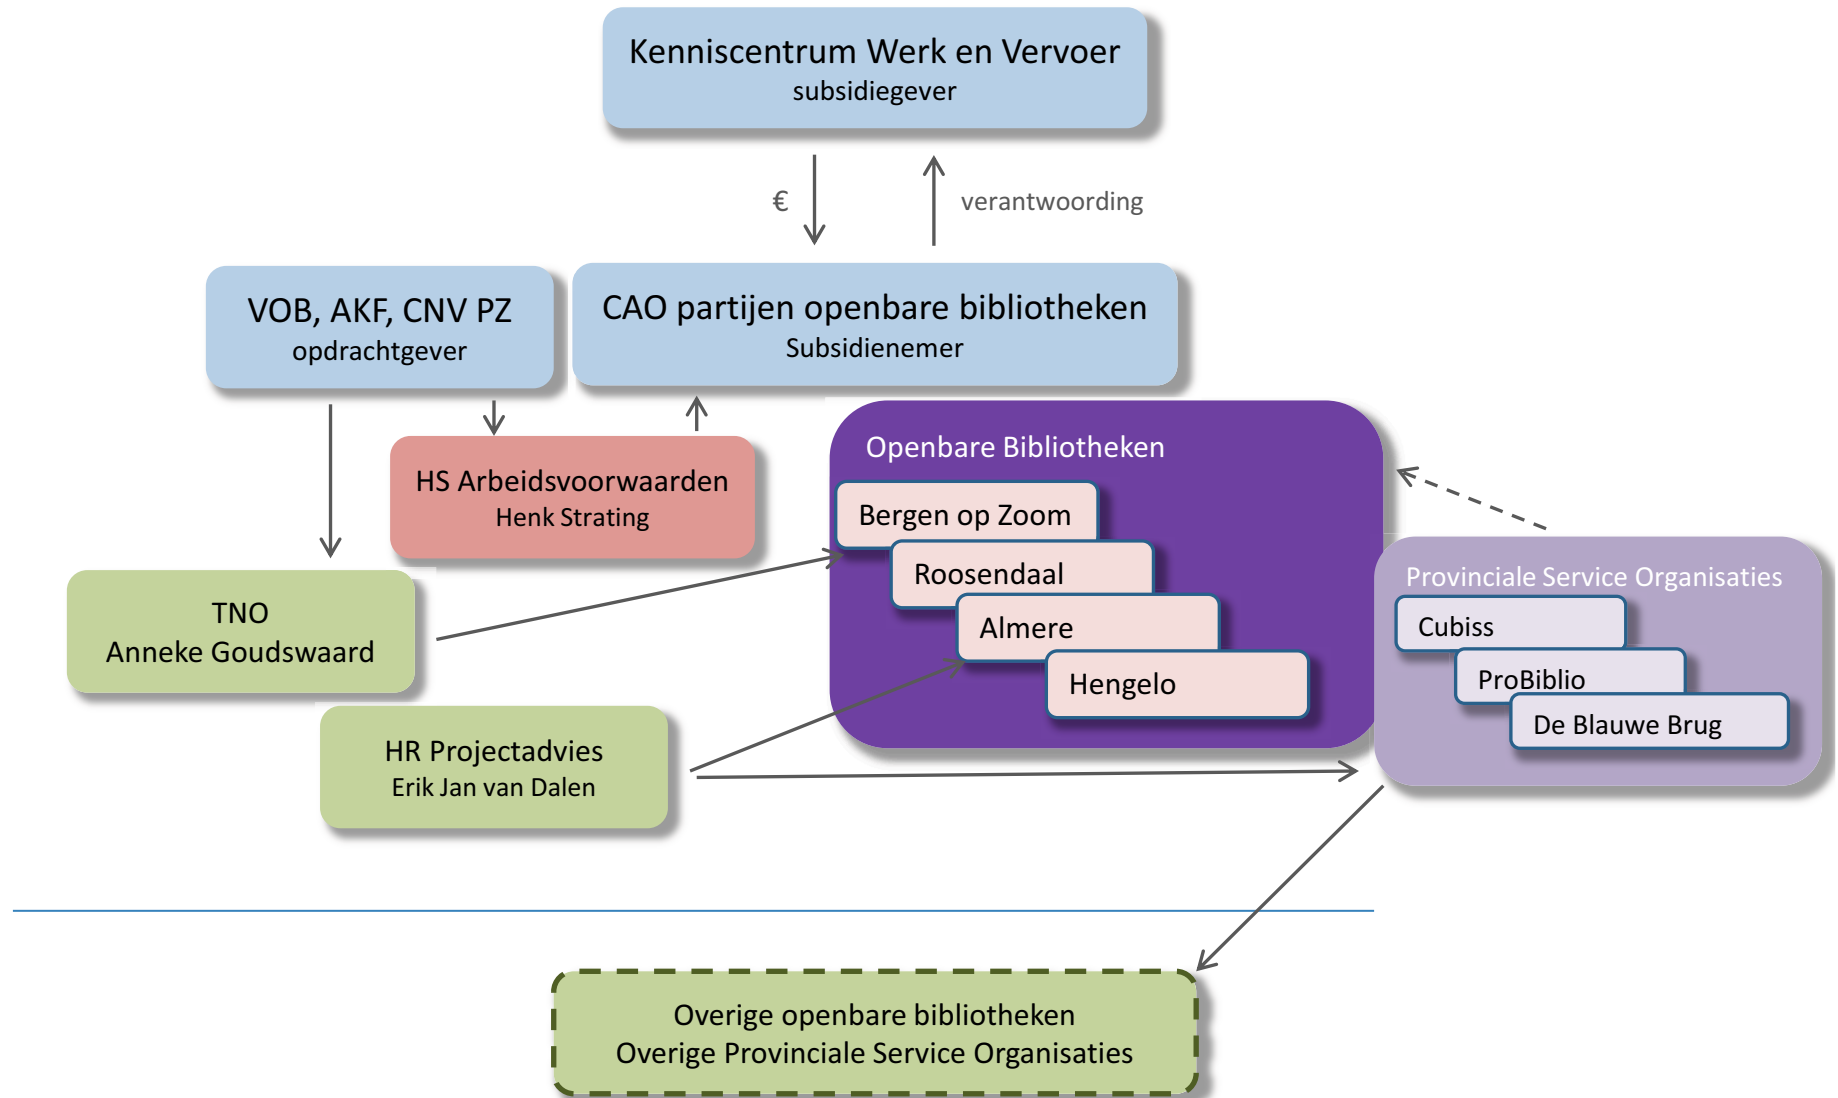 Kenniscentrum Werk en Vervoer
subsidiegever
€
verantwoording
VOB, AKF, CNV PZ
opdrachtgever
CAO partijen openbare bibliotheken
Subsidienemer
HS Arbeidsvoorwaarden
Henk Strating
Openbare Bibliotheken
Bergen op Zoom
Roosendaal
Almere
Hengelo
Provinciale Service Organisaties
Cubiss
ProBiblio
De Blauwe Brug
TNO
Anneke Goudswaard
HR Projectadvies
Erik Jan van Dalen
Overige openbare bibliotheken
Overige Provinciale Service Organisaties